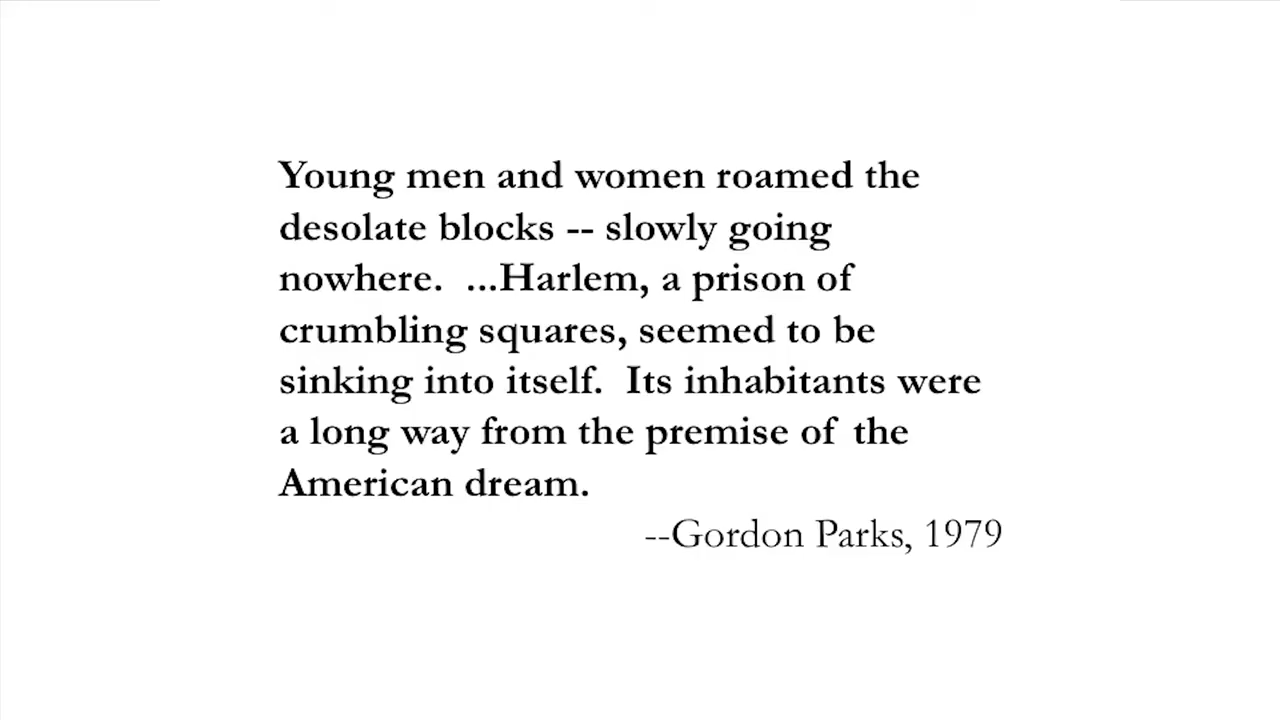 Young men and women roamed the
desolate blocks -- slowly going
nowhere.  ...Harlem, a prison of
crumbling squares, seemed to be
sinking into itself.  Its inhabitants were
a long way from the premise of the
American dream.
--Gordon Parks, 1979